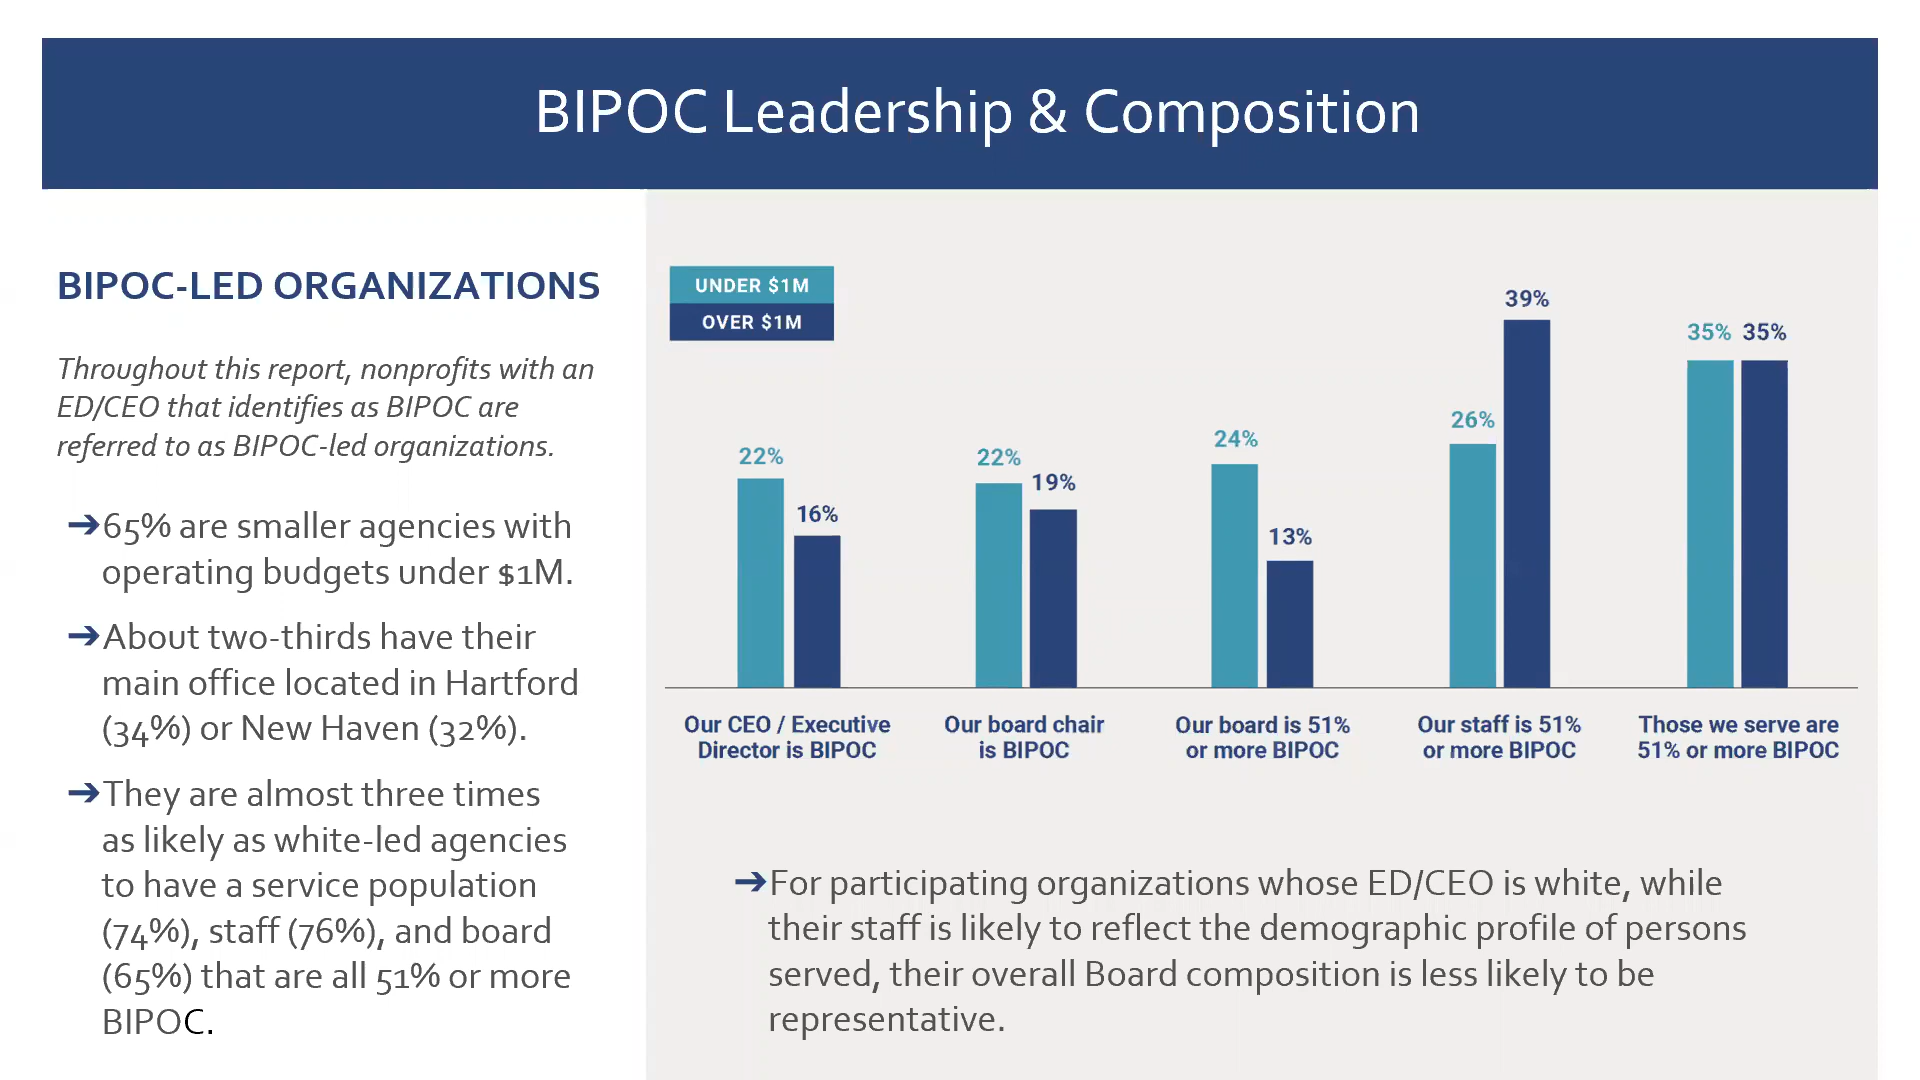 BIPOC Leadership & Composition
BIPOC-LED ORGANIZATIONS
Throughout this report, nonprofits with an
ED/CEO that identifies as BIPOC are
referred to as BIPOC-led organizations.
➔65% are smaller agencies with
operating budgets under $1M.
➔About two-thirds have their
main office located in Hartford
(34%) or New Haven (32%).
➔They are almost three times
as likely as white-led agencies
to have a service population
(74%), staff (76%), and board
(65%) that are all 51% or more
BIPOC.
UNDER $1M
OVER $1M
22%
16%
22%
19%
24%
13%
26%
39%
35% 35%
Our CEO / Executive
Director is BIPOC
Our board chair
is BIPOC
Our board is 51%
or more BIPOC
Our staff is 51%
or more BIPOC
Those we serve are
51% or more BIPOC
➔For participating organizations whose ED/CEO is white, while
their staff is likely to reflect the demographic profile of persons
served, their overall Board composition is less likely to be
representative.